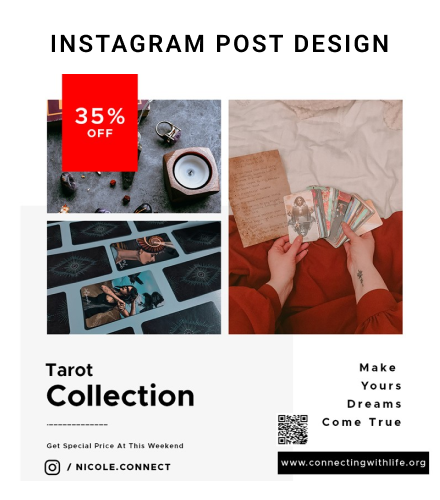 INSTAGRAM POST DESIGN
35%
OFF
Tarot
Collection
Get Special Price At This Weekend
/ NICOLE.CONNECT
Make
Yours
Dreams
Come True
www.connectingwithlife.org